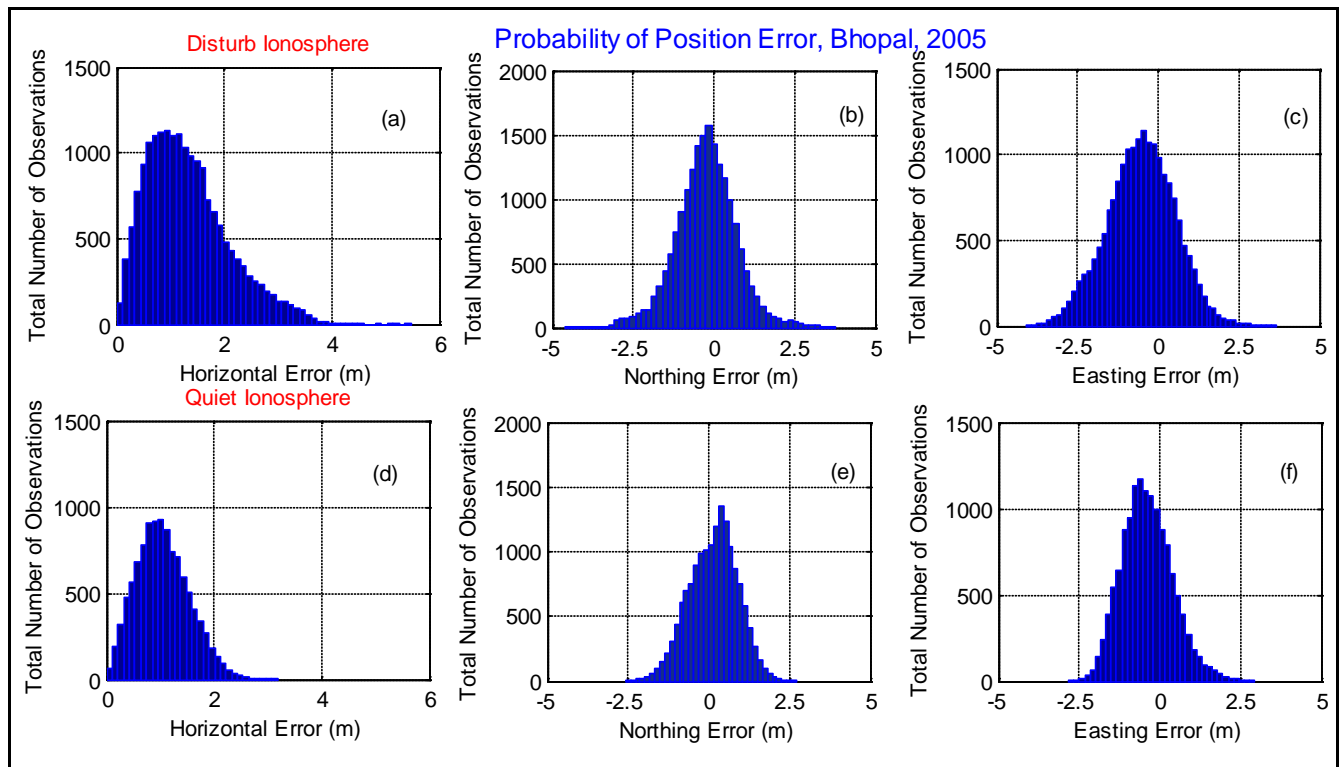 Probability of Position Error, Bhopal, 2005
Disturb Ionosphere
Total Number of Observations
1500
1000
500
0
(a)
0 2 4 6
Horizontal Error (m)
Total Number of Observations
2000
1500
1000
500
0
(b)
-5 -2.5 0 2.5 5
Northing Error (m)
Total Number of Observations
1500
1000
500
0
(c)
-5 -2.5 0 2.5 5
Easting Error (m)
Quiet Ionosphere
Total Number of Observations
1500
1000
500
0
(d)
0 2 4 6
Horizontal Error (m)
Total Number of Observations
2000
1500
1000
500
0
(e)
-5 -2.5 0 2.5 5
Northing Error (m)
Total Number of Observations
1500
1000
500
0
(f)
-5 -2.5 0 2.5 5
Easting Error (m)